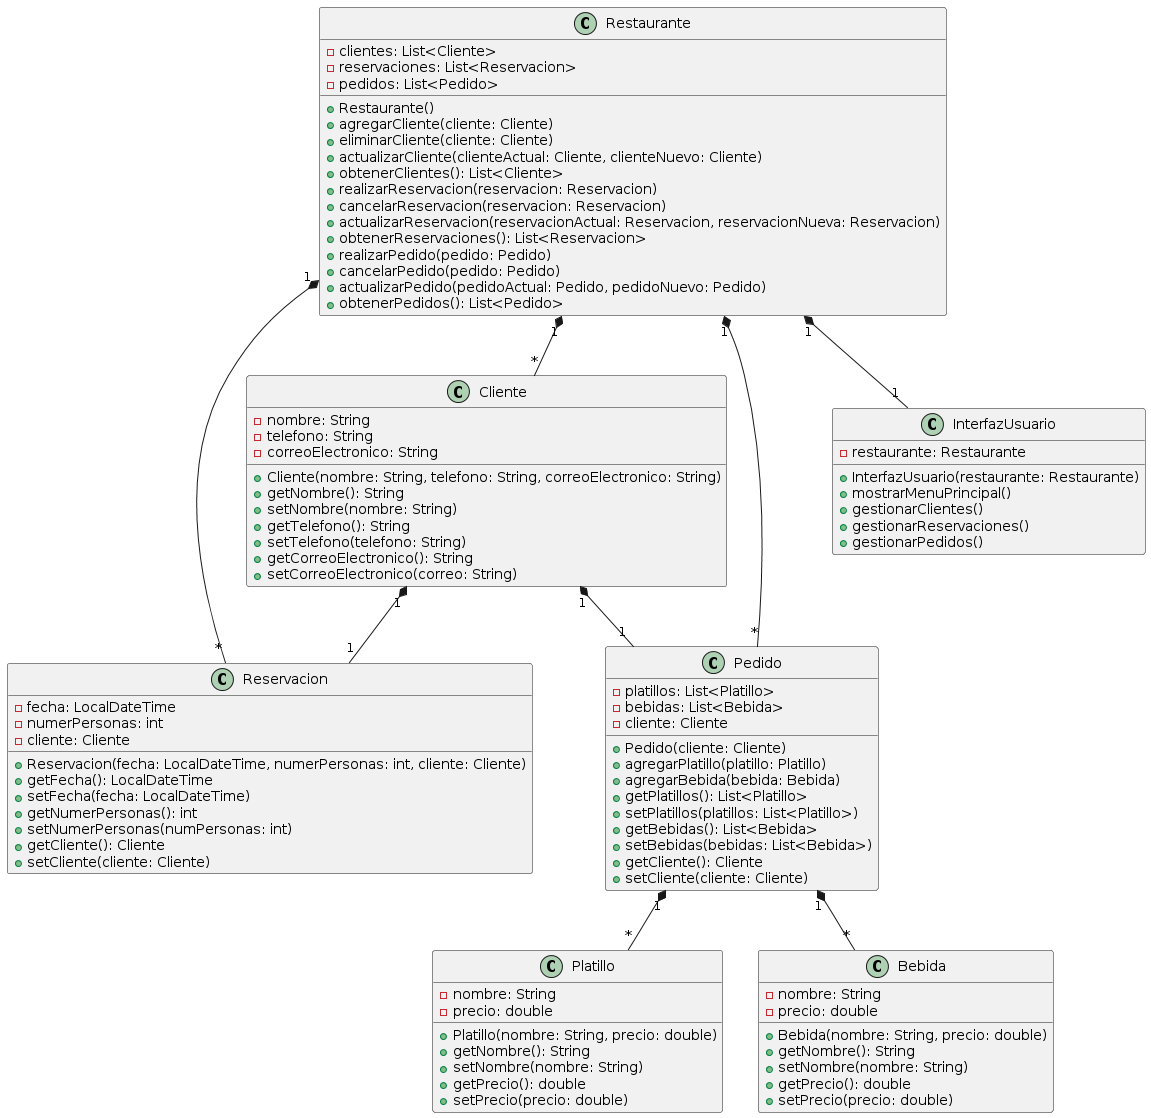 C Restaurante
clientes: List<Cliente>
reservaciones: List<Reservacion>
pedidos: List<Pedido>
Restaurante()
agregarCliente(cliente: Cliente)
eliminarCliente(cliente: Cliente)
actualizarCliente(clienteActual: Cliente, clienteNuevo: Cliente)
obtenerClientes(): List<Cliente>
realizarReservacion(reservacion: Reservacion)
cancelarReservacion(reservacion: Reservacion)
actualizarReservacion(reservacionActual: Reservacion, reservacionNueva: Reservacion)
obtenerReservaciones(): List<Reservacion>
realizarPedido(pedido: Pedido)
cancelarPedido(pedido: Pedido)
actualizarPedido(pedidoActual: Pedido, pedidoNuevo: Pedido)
obtenerPedidos(): List<Pedido>
1
1
1
1
*
1
C Cliente
nombre: String
telefono: String
correoElectronico: String
Cliente(nombre: String, telefono: String, correoElectronico: String)
getNombre(): String
setNombre(nombre: String)
getTelefono(): String
setTelefono(telefono: String)
getCorreoElectronico(): String
setCorreoElectronico(correo: String)
C InterfazUsuario
restaurante: Restaurante
InterfazUsuario(restaurante: Restaurante)
mostrarMenuPrincipal()
gestionarClientes()
gestionarReservaciones()
gestionarPedidos()
1
1
*
1
1
*
C Reservacion
fecha: LocalDateTime
numerPersonas: int
cliente: Cliente
Reservacion(fecha: LocalDateTime, numerPersonas: int, cliente: Cliente)
getFecha(): LocalDateTime
setFecha(fecha: LocalDateTime)
getNumerPersonas(): int
setNumerPersonas(numPersonas: int)
getCliente(): Cliente
setCliente(cliente: Cliente)
C Pedido
platillos: List<Platillo>
bebidas: List<Bebida>
cliente: Cliente
Pedido(cliente: Cliente)
agregarPlatillo(platillo: Platillo)
agregarBebida(bebida: Bebida)
getPlatillos(): List<Platillo>
setPlatillos(platillos: List<Platillo>)
getBebidas(): List<Bebida>
setBebidas(bebidas: List<Bebida>)
getCliente(): Cliente
setCliente(cliente: Cliente)
1
1
*
*
C Platillo
nombre: String
precio: double
Platillo(nombre: String, precio: double)
getNombre(): String
setNombre(nombre: String)
getPrecio(): double
setPrecio(precio: double)
C Bebida
nombre: String
precio: double
Bebida(nombre: String, precio: double)
getNombre(): String
setNombre(nombre: String)
getPrecio(): double
setPrecio(precio: double)